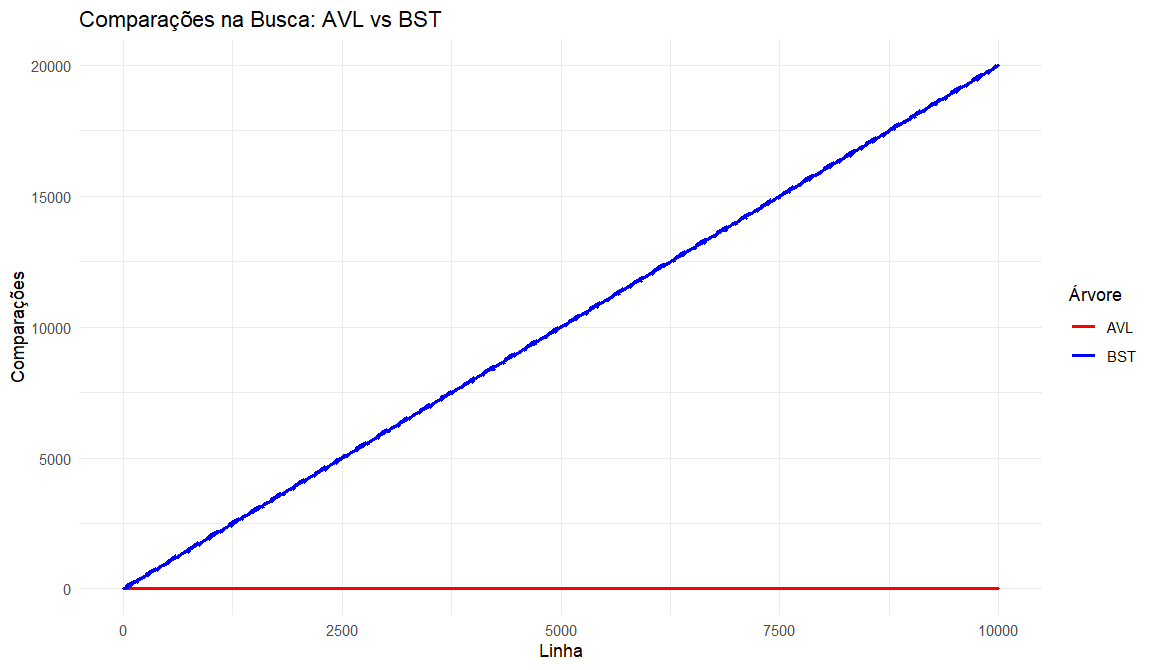 Comparações na Busca: AVL vs BST
20000
15000
10000
5000
0
Comparações
0 2500 5000 7500 10000
Linha
Árvore
AVL
BST